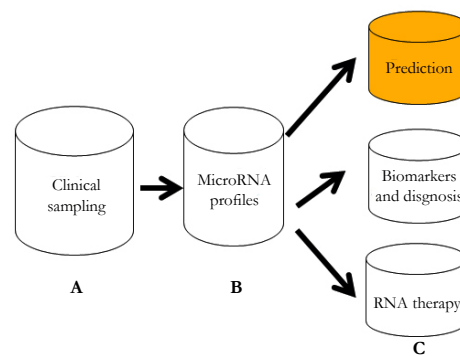 Prediction
Clinical
sampling
MicroRNA
profiles
Biomarkers
and disgnosis
RNA therapy
A
B
C